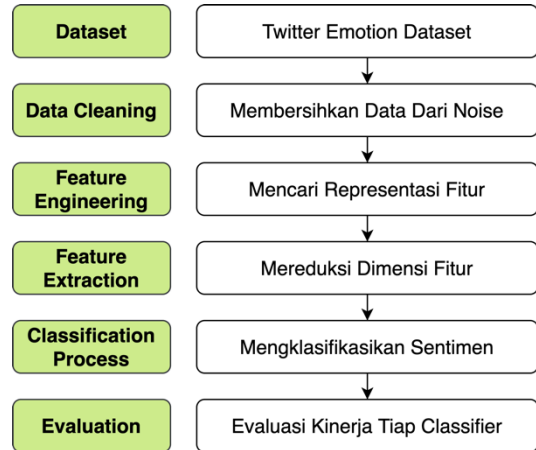 Dataset
Twitter Emotion Dataset
Data Cleaning
Membersihkan Data Dari Noise
Feature
Engineering
Mencari Representasi Fitur
Feature
Extraction
Mereduksi Dimensi Fitur
Classification
Process
Mengklasifikasikan Sentimen
Evaluation
Evaluasi Kinerja Tiap Classifier